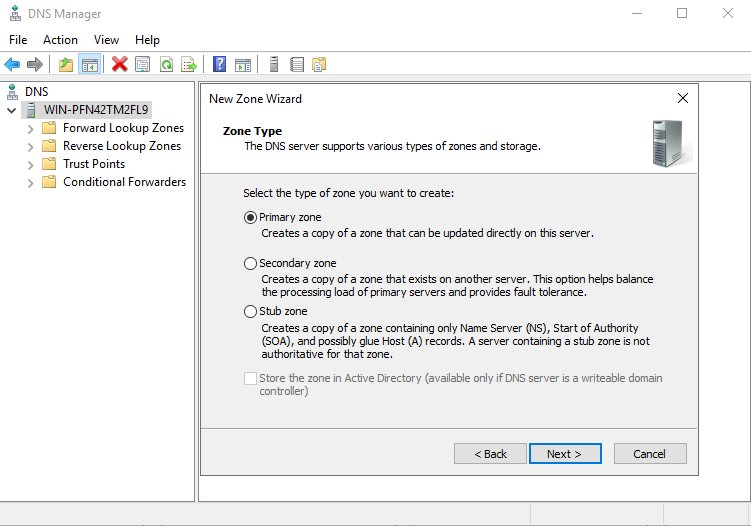 DNS Manager
File Action View Help
DNS
WIN-PFN42TM2FL9
Forward Lookup Zones
Reverse Lookup Zones
Trust Points
Conditional Forwarders
New Zone Wizard
Zone Type
The DNS server supports various types of zones and storage.
Select the type of zone you want to create:
Primary zone
Creates a copy of a zone that can be updated directly on this server.
Secondary zone
Creates a copy of a zone that exists on another server. This option helps balance
the processing load of primary servers and provides fault tolerance.
Stub zone
Creates a copy of a zone containing only Name Server (NS), Start of Authority
(SOA), and possibly glue Host (A) records. A server containing a stub zone is not
authoritative for that zone.
Store the zone in Active Directory (available only if DNS server is a writeable domain
controller)
< Back Next > Cancel